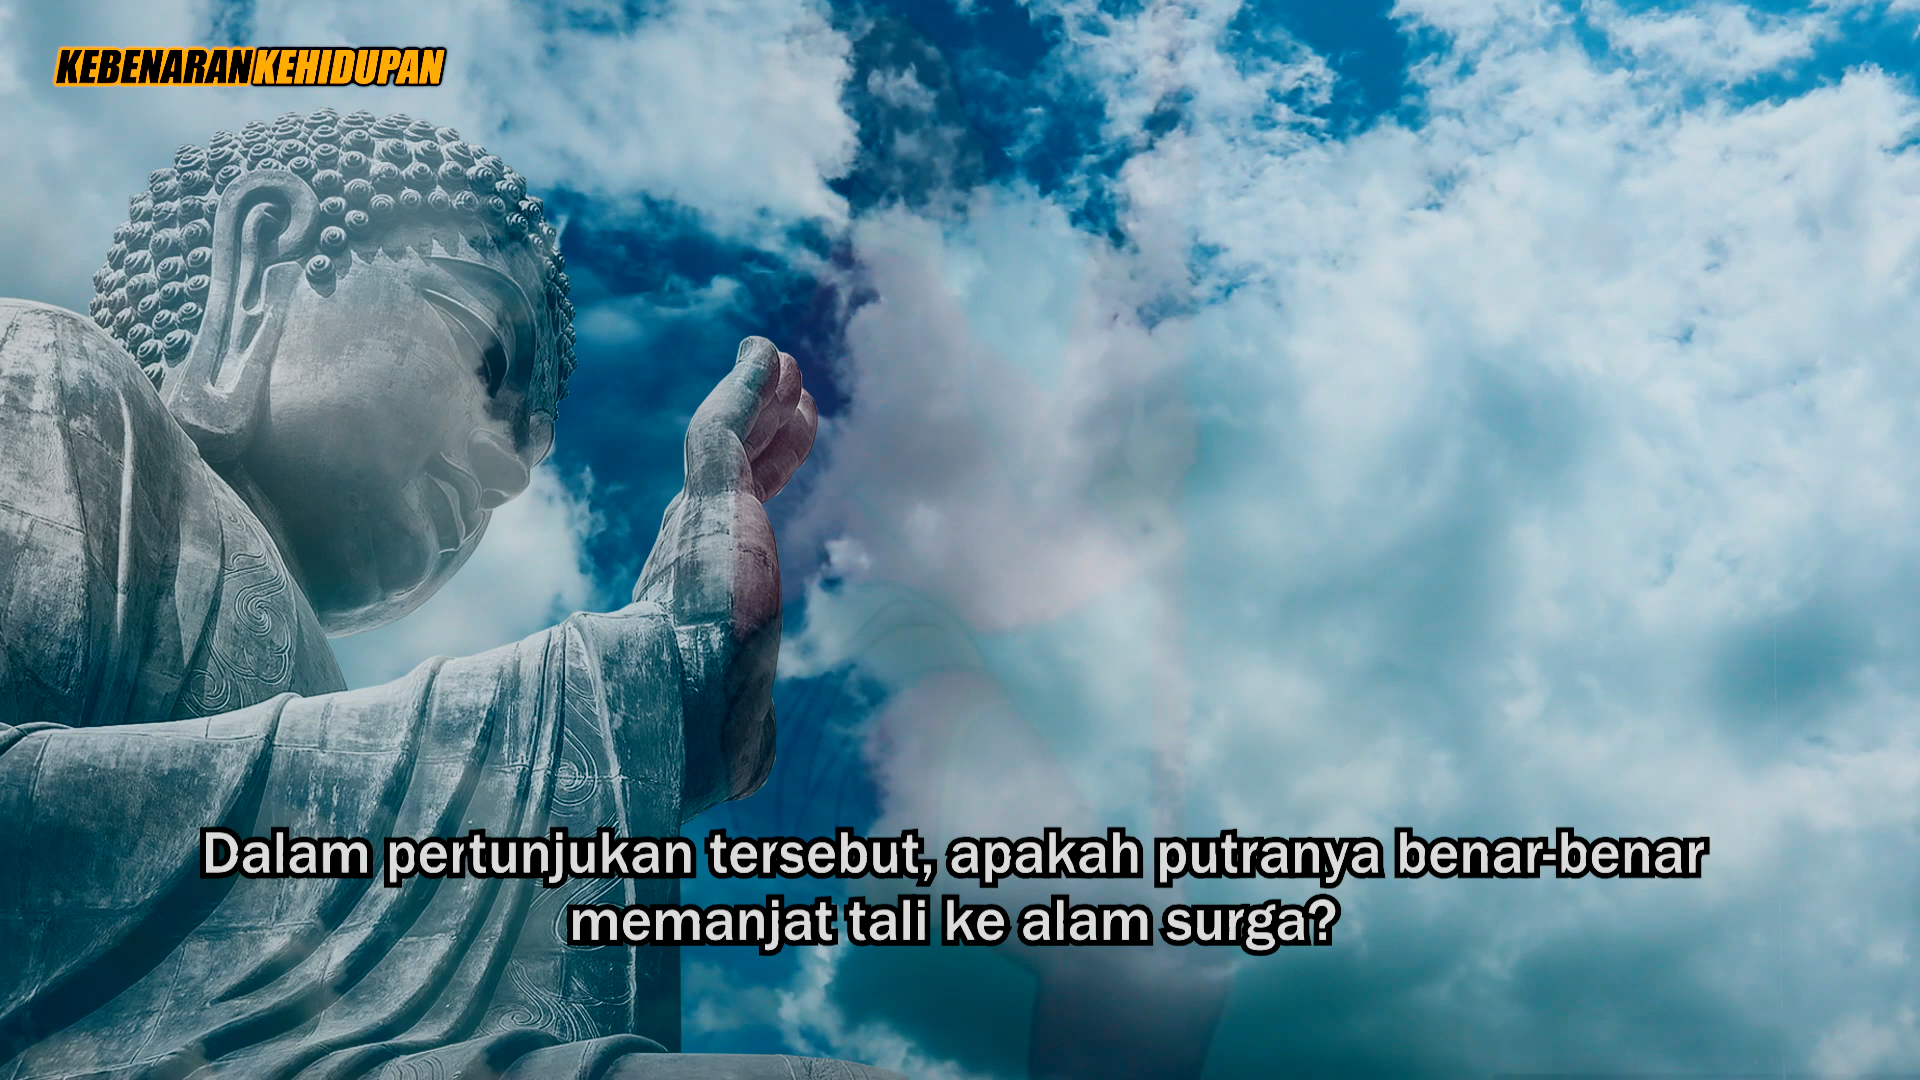 KEBENARANKEHIDUPAN
Dalam pertunjukan tersebut, apakah putranya benar-benar
memanjat tali ke alam surga?